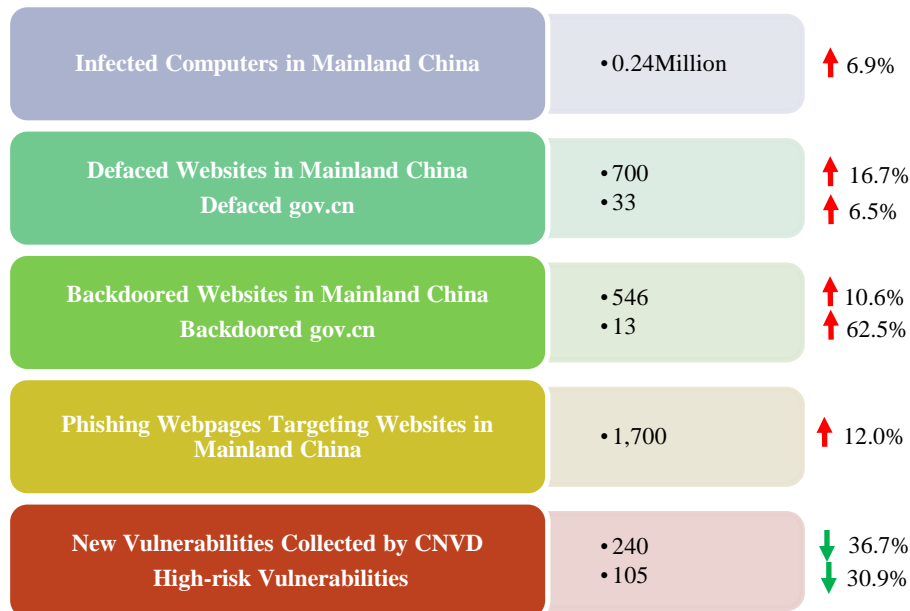 Infected Computers in Mainland China
•0.24Million
6.9%
Defaced Websites in Mainland China
Defaced gov.cn
•700
•33
16.7%
6.5%
Backdoored Websites in Mainland China
Backdoored gov.cn
•546
•13
10.6%
62.5%
Phishing Webpages Targeting Websites in
Mainland China
•1,700
12.0%
New Vulnerabilities Collected by CNVD
High-risk Vulnerabilities
•240
•105
36.7%
30.9%